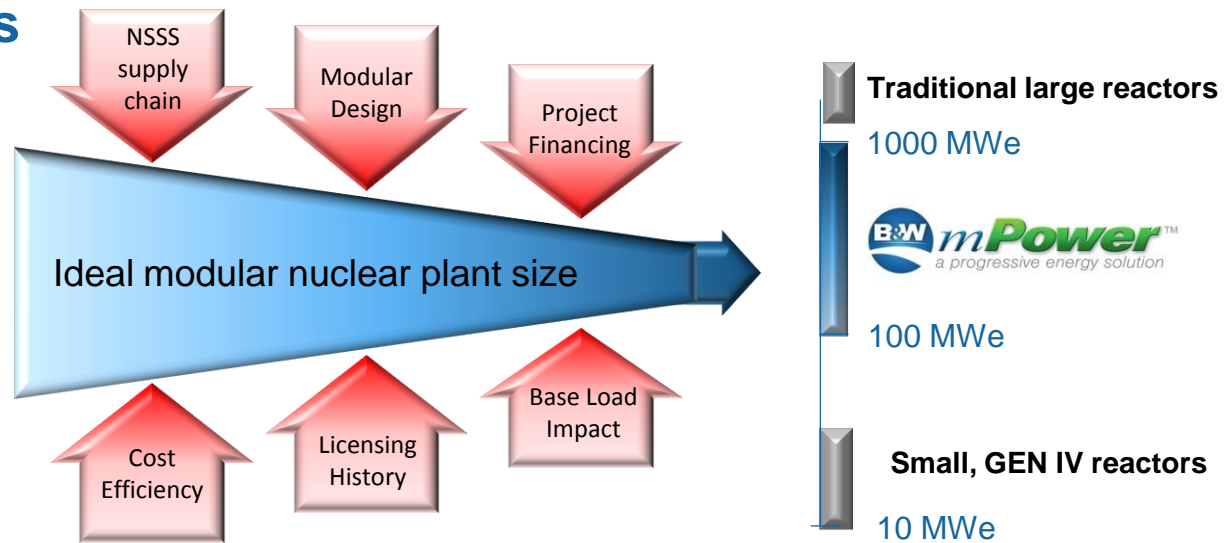 s
NSSS
supply
chain
Modular
Design
Project
Financing
Ideal modular nuclear plant size
Cost
Efficiency
Licensing
History
Base Load
Impact
Traditional large reactors
1000 MWe
B&W mPower™
a progressive energy solution
100 MWe
Small, GEN IV reactors
10 MWe